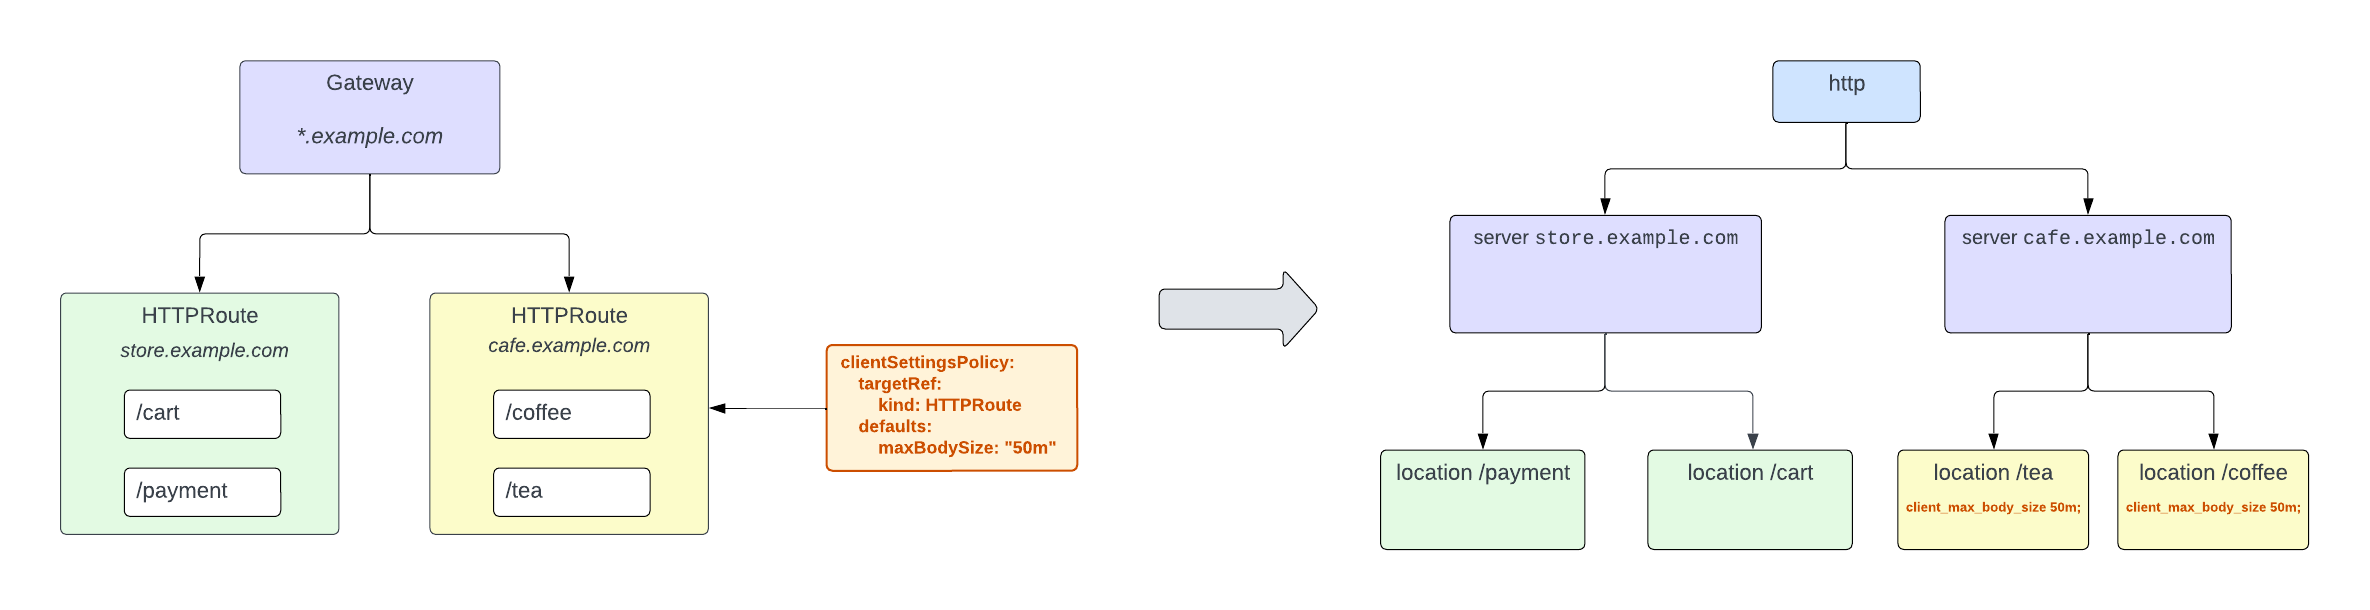 Gateway
*.example.com
HTTPRoute
store.example.com
/cart
/payment
HTTPRoute
cafe.example.com
/coffee
/tea
clientSettingsPolicy:
targetRef:
kind: HTTPRoute
defaults:
maxBodySize: "50m"
http
server store.example.com
server cafe.example.com
location /payment
location /cart
location /tea
client_max_body_size 50m;
location /coffee
client_max_body_size 50m;